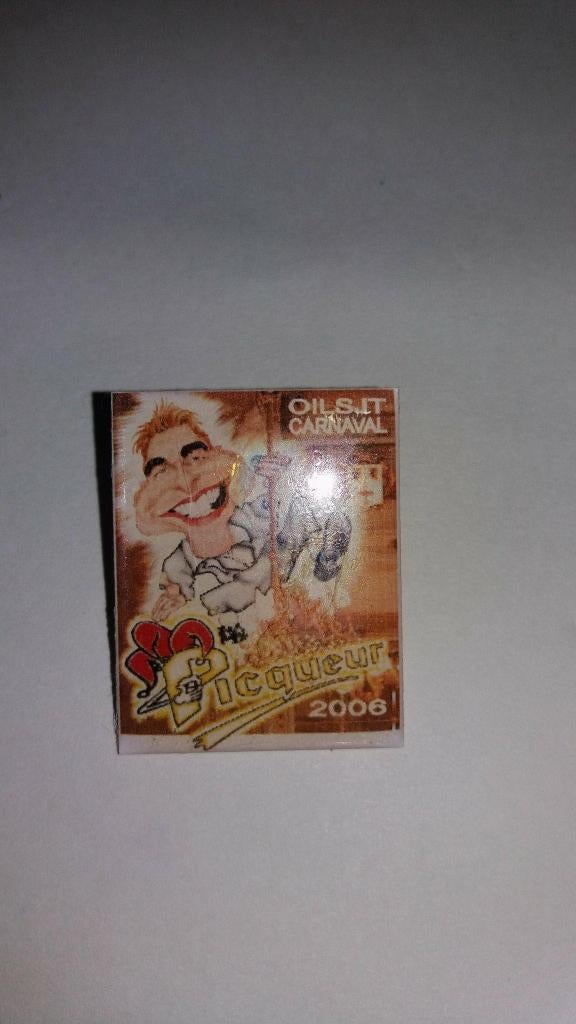 OILSJT
CARNAVAL
Picqueur
2006